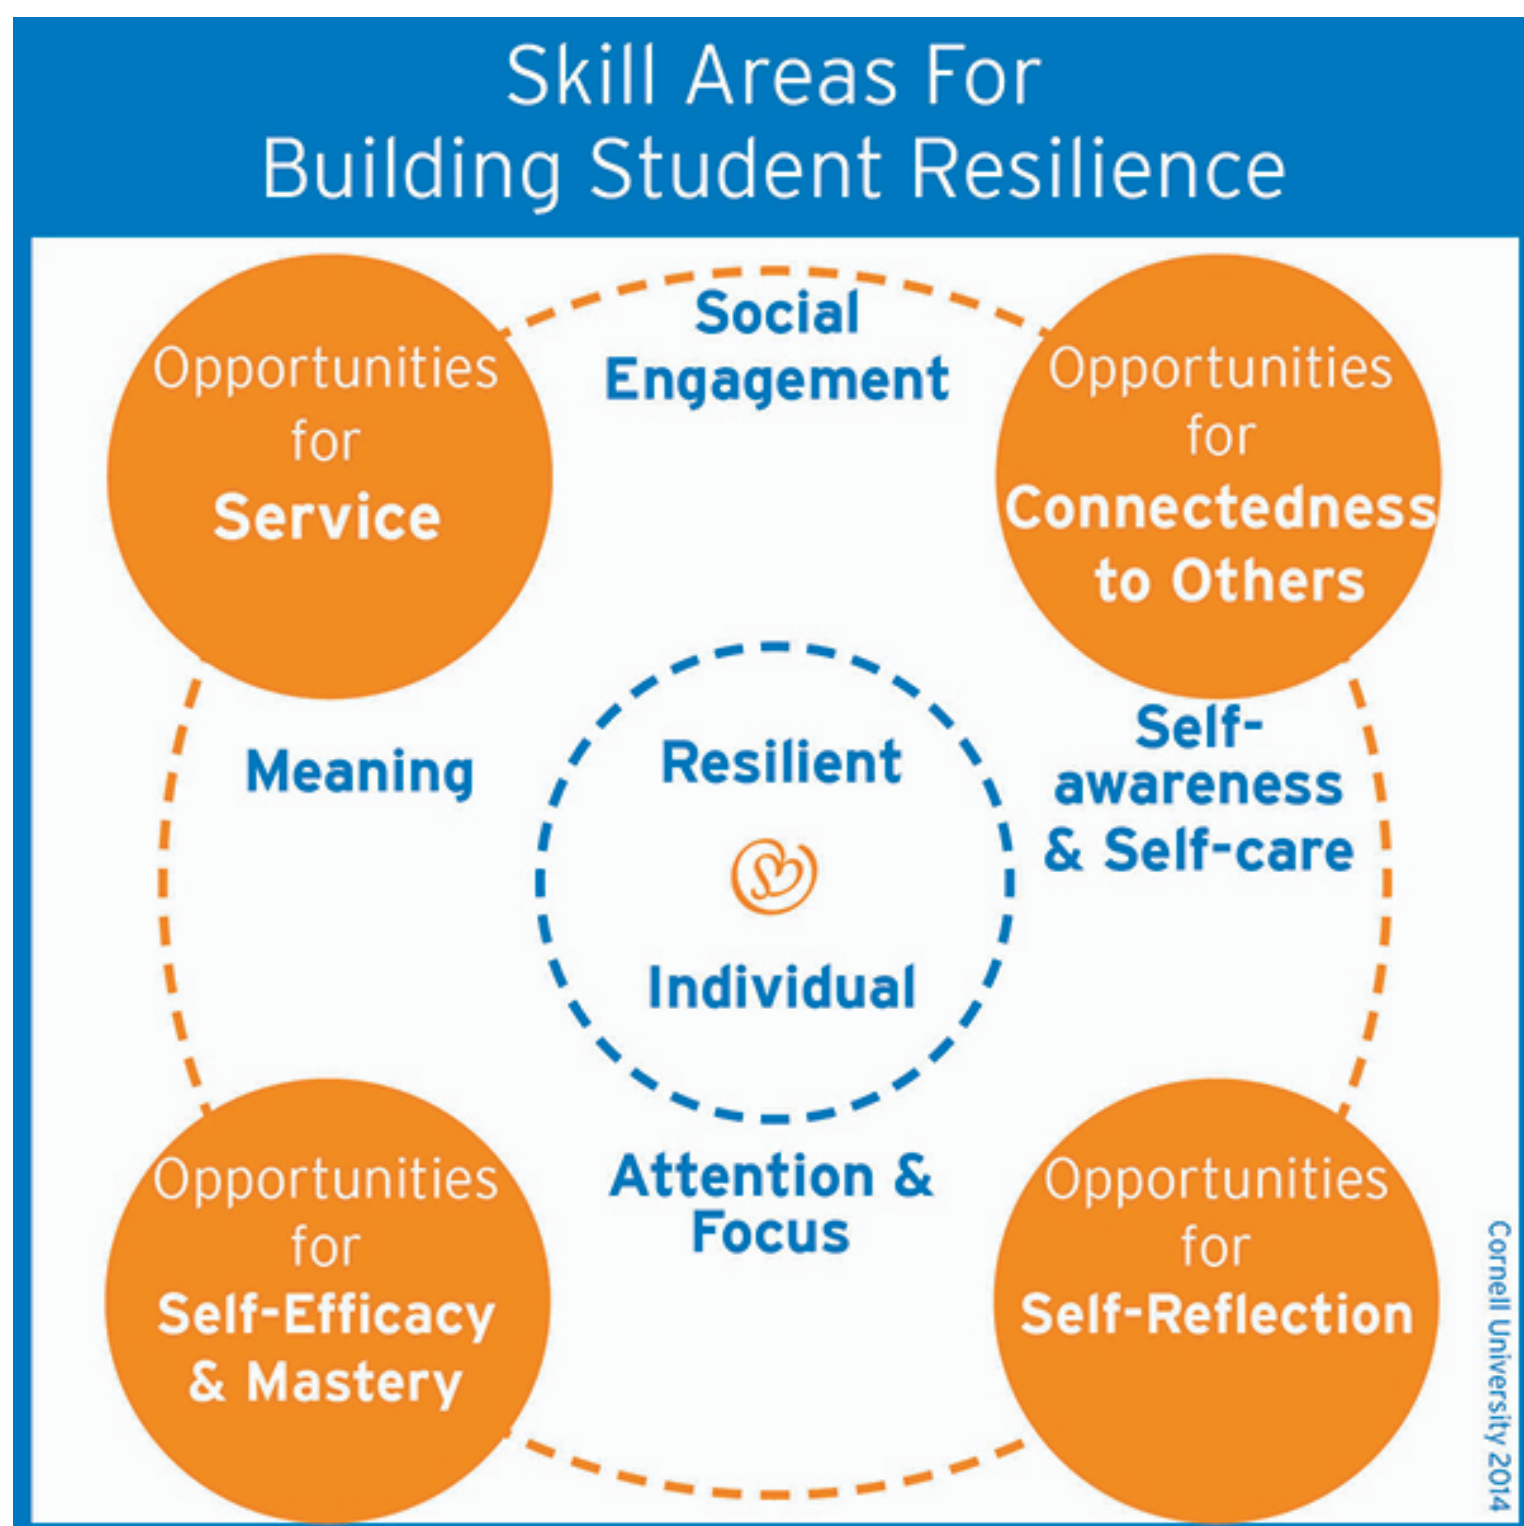 Skill Areas For
Building Student Resilience
Opportunities
for
Service
Social
Engagement
Opportunities
for
Connectedness
to Others
Meaning
Resilient
Individual
Self-
awareness
& Self-care
Opportunities
for
Self-Efficacy
& Mastery
Attention &
Focus
Opportunities
for
Self-Reflection
Cornell University 2014